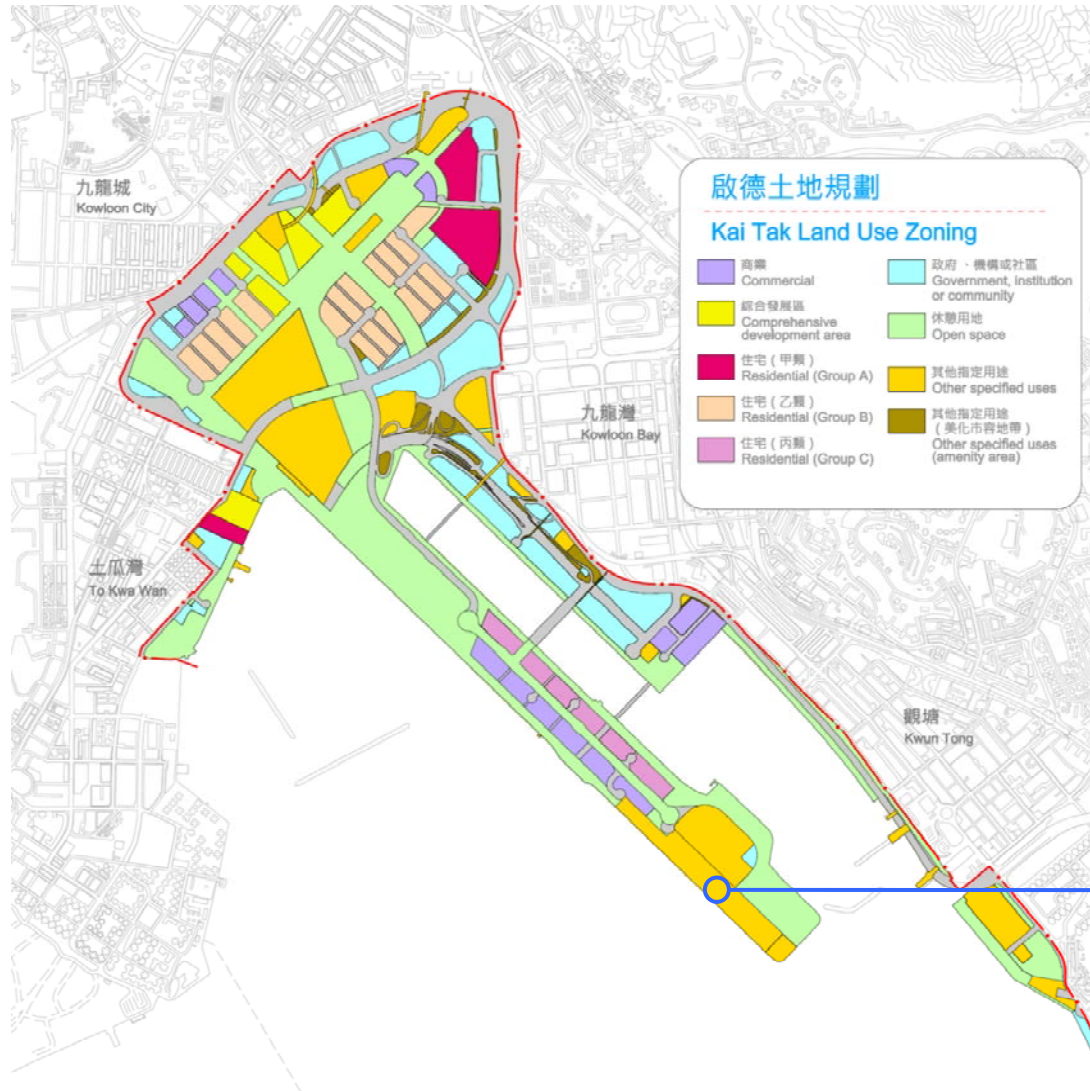 九龍城
Kowloon City
啟德土地規劃
Kai Tak Land Use Zoning
商業
Commercial
綜合發展區
Comprehensive
development area
住宅(甲類)
Residential (Group A)
住宅(乙類)
Residential (Group B)
住宅(丙類)
Residential (Group C)
政府、機構或社區
Government, institution
or community
休憩用地
Open space
其他指定用途
Other specified uses
其他指定用途
(美化市容地帶)
Other specified uses
(amenity area)
九龍灣
Kowloon Bay
土瓜灣
To Kwa Wan
觀塘
Kwun Tong